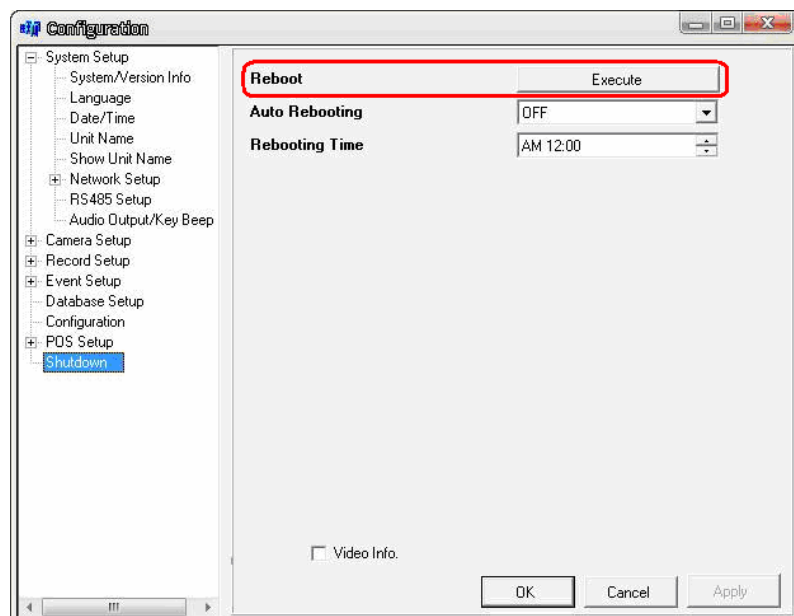 Configuration
System Setup
System/Version Info
Language
Date/Time
Unit Name
Show Unit Name
Network Setup
RS485 Setup
Audio Output/Key Beep
Camera Setup
Record Setup
Event Setup
Database Setup
Configuration
POS Setup
Shutdown
Reboot Execute
Auto Rebooting OFF
Rebooting Time AM 12:00
Video Info.
OK Cancel Apply